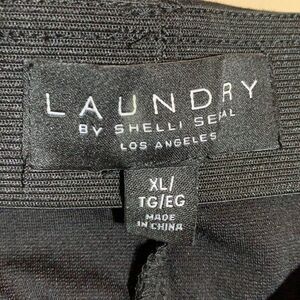 LAUNDRY
BY SHELLI SEGAL
LOS ANGELES
XL/
TG/EG
MADE
IN CHINA